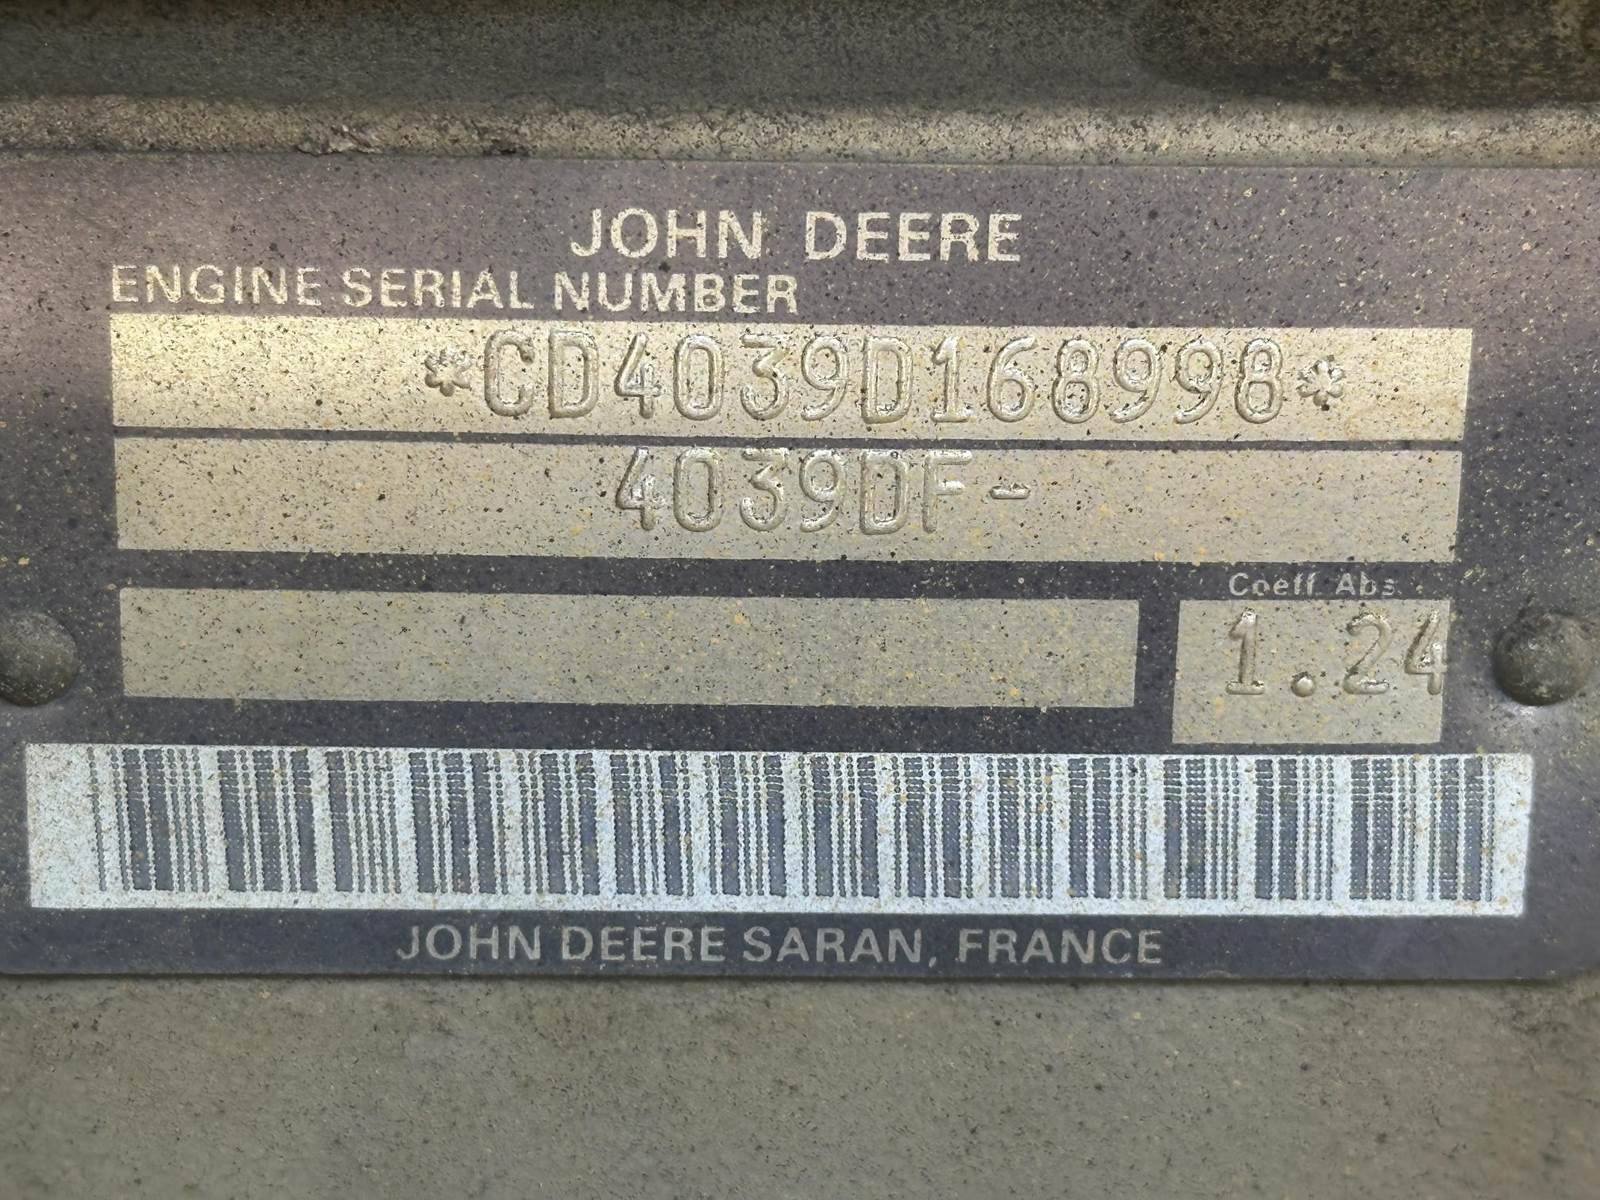 JOHN DEERE
ENGINE SERIAL NUMBER
*CD4039D168998*
4039DF-
Coeff. Abs.
1.24
JOHN DEERE SARAN, FRANCE